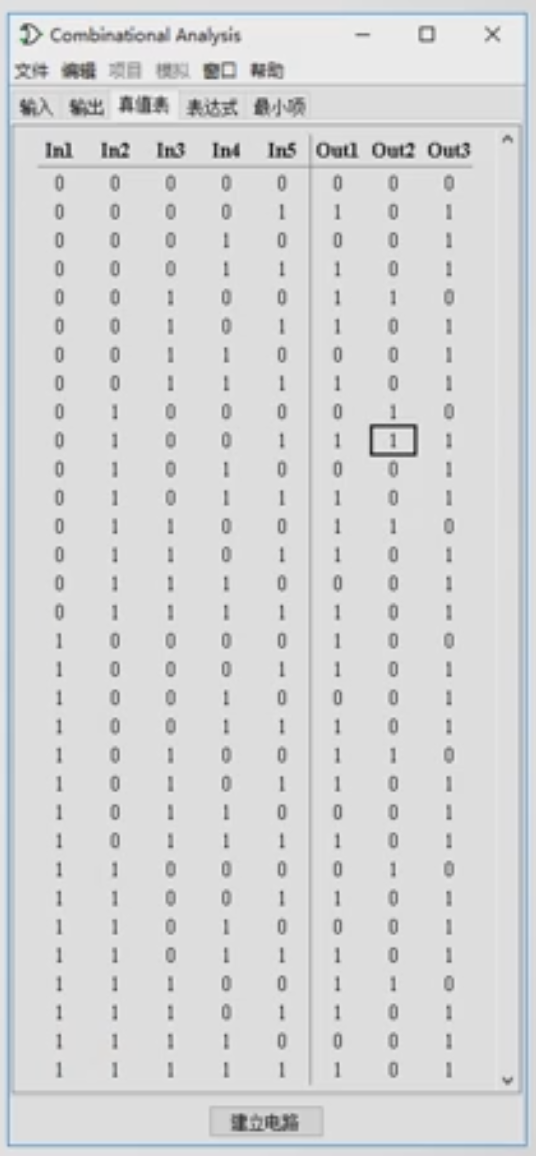 Combinational Analysis
文件 编辑 项目 模拟 窗口 帮助
输入 输出 真值表 表达式 最小项
In1 In2 In3 In4 In5 Out1 Out2 Out3
0 0 0 0 0 0 0 0
0 0 0 0 1 1 0 1
0 0 0 1 0 0 0 1
0 0 0 1 1 1 0 1
0 0 1 0 0 1 1 0
0 0 1 0 1 1 0 1
0 0 1 1 0 0 0 1
0 0 1 1 1 1 0 1
0 1 0 0 0 0 1 0
0 1 0 0 1 1 1 1
0 1 0 1 0 0 0 1
0 1 0 1 1 1 0 1
0 1 1 0 0 1 1 0
0 1 1 0 1 1 0 1
0 1 1 1 0 0 0 1
0 1 1 1 1 1 0 1
1 0 0 0 0 1 0 0
1 0 0 0 1 1 0 1
1 0 0 1 0 0 0 1
1 0 0 1 1 1 0 1
1 0 1 0 0 1 1 0
1 0 1 0 1 1 0 1
1 0 1 1 0 0 0 1
1 0 1 1 1 1 0 1
1 1 0 0 0 0 1 0
1 1 0 0 1 1 0 1
1 1 0 1 0 0 0 1
1 1 0 1 1 1 0 1
1 1 1 0 0 1 1 0
1 1 1 0 1 1 0 1
1 1 1 1 0 0 0 1
1 1 1 1 1 1 0 1
建立电路